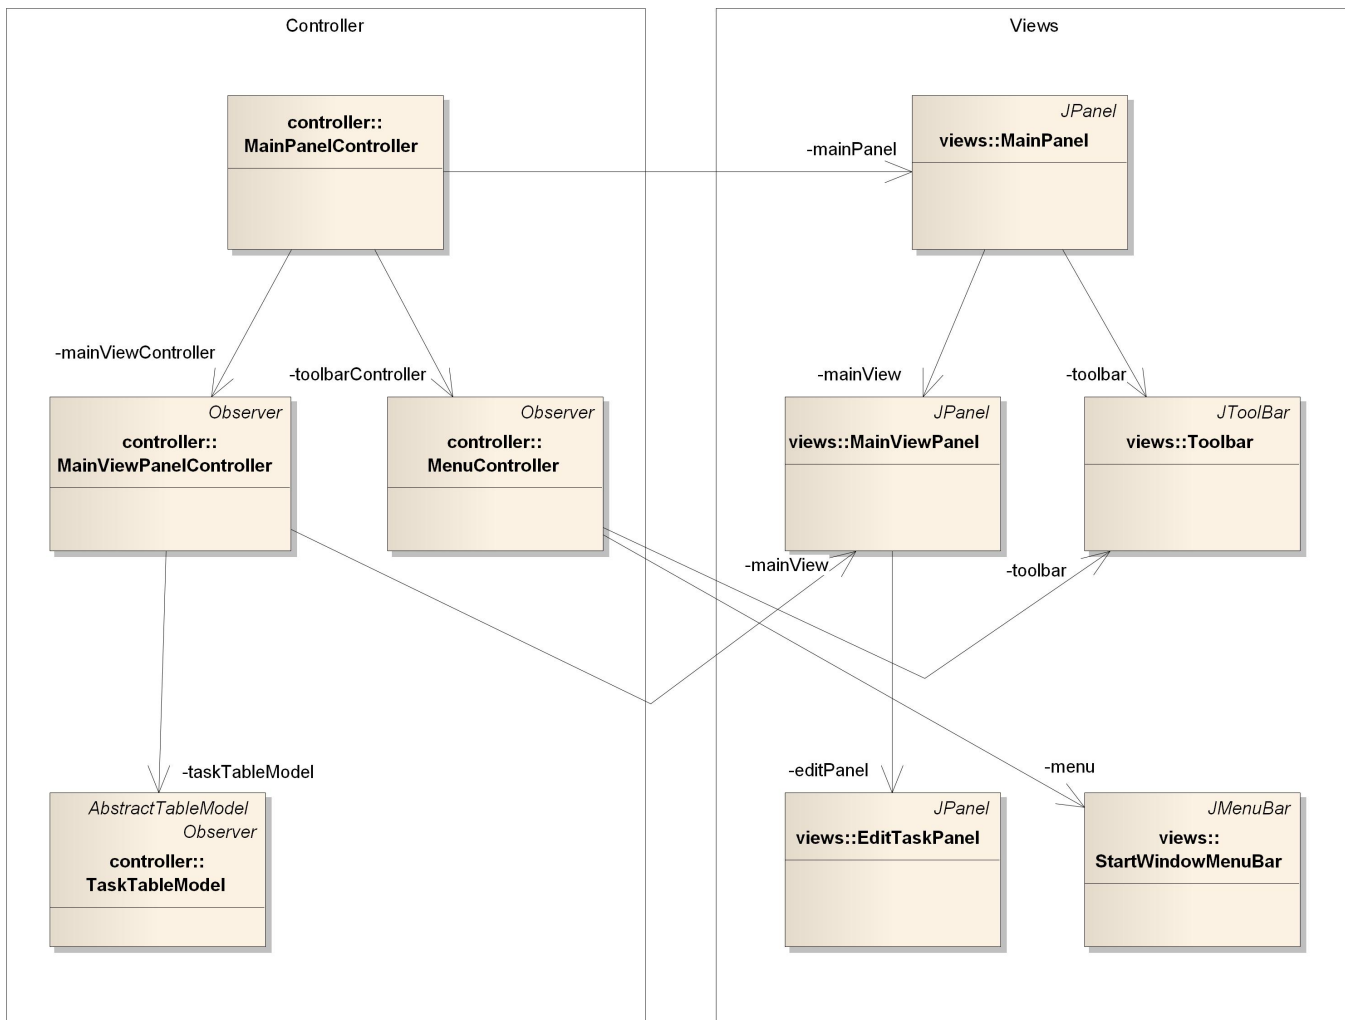 Controller
Views
controller::
MainPanelController
JPanel
views::MainPanel
-mainPanel
-mainViewController
-toolbarController
-mainView
-toolbar
Observer
controller::
MainViewPanelController
Observer
controller::
MenuController
JPanel
views::MainViewPanel
JToolBar
views::Toolbar
-mainView
-toolbar
-taskTableModel
-editPanel
-menu
AbstractTableModel
Observer
controller::
TaskTableModel
JPanel
views::EditTaskPanel
JMenuBar
views::
StartWindowMenuBar